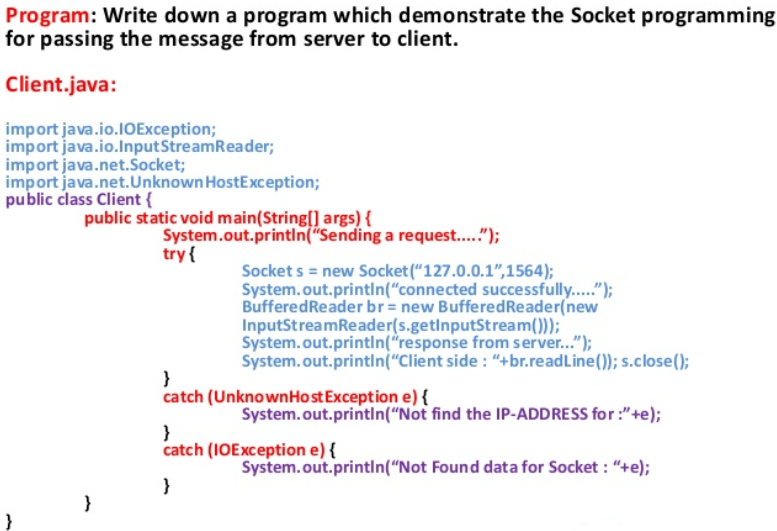 Program: Write down a program which demonstrate the Socket programming
for passing the message from server to client.
Client.java:
import java.io.IOException;
import java.io.InputStreamReader;
import java.net.Socket;
import java.net.UnknownHostException;
public class Client {
public static void main(String[] args) {
System.out.println(“Sending a request.....”);
try {
Socket s = new Socket(“127.0.0.1”,1564);
System.out.println(“connected successfully.....”);
BufferedReader br = new BufferedReader(new
InputStreamReader(s.getInputStream()));
System.out.println(“response from server...”);
System.out.println(“Client side : “+br.readLine()); s.close();
}
catch (UnknownHostException e) {
System.out.println(“Not find the IP-ADDRESS for :”+e);
}
catch (IOException e) {
System.out.println(“Not Found data for Socket : “+e);
}
}
}